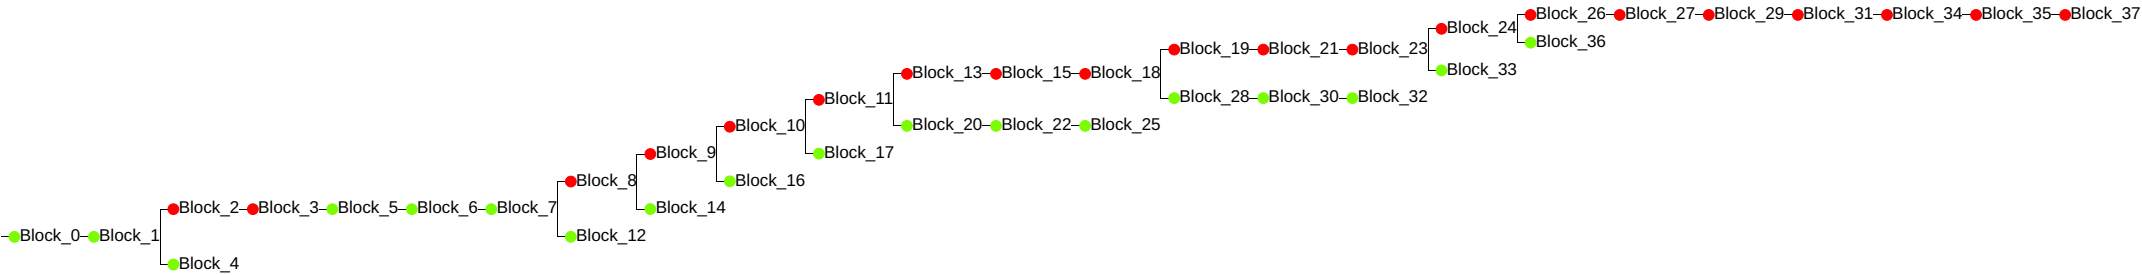 Block_26 Block_27 Block_29 Block_31 Block_34 Block_35 Block_37
Block_24
Block_36
Block_19 Block_21 Block_23
Block_33
Block_13 Block_15 Block_18
Block_28 Block_30 Block_32
Block_11
Block_10
Block_20 Block_22 Block_25
Block_9
Block_17
Block_8
Block_16
Block_2 Block_3 Block_5 Block_6 Block_7
Block_14
Block_0 Block_1
Block_12
Block_4